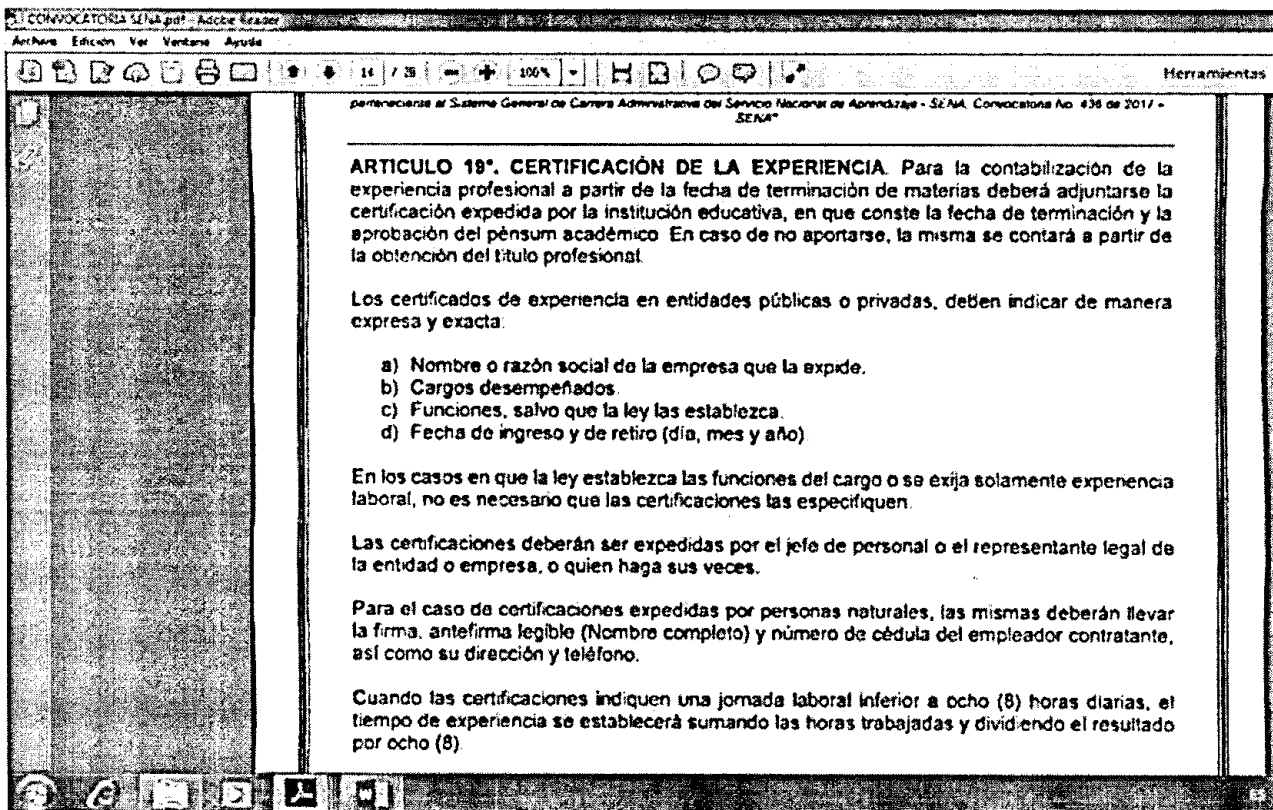 CONVOCATORIA SENA.pdf - Adobe Reader
Archivo Edición Ver Ventana Ayuda
14 / 26 100% Herramientas
perteneciente al Sistema General de Carrera Administrativa del Servicio Nacional de Aprendizaje - SENA, Convocatoria No. 436 de 2017 -
SENA"
ARTICULO 19°. CERTIFICACIÓN DE LA EXPERIENCIA. Para la contabilización de la
experiencia profesional a partir de la fecha de terminación de materias deberá adjuntarse la
certificación expedida por la institución educativa, en que conste la fecha de terminación y la
aprobación del pénsum académico. En caso de no aportarse, la misma se contará a partir de
la obtención del título profesional.
Los certificados de experiencia en entidades públicas o privadas, deben indicar de manera
expresa y exacta:
a) Nombre o razón social de la empresa que la expide.
b) Cargos desempeñados.
c) Funciones, salvo que la ley las establezca.
d) Fecha de ingreso y de retiro (día, mes y año)
En los casos en que la ley establezca las funciones del cargo o se exija solamente experiencia
laboral, no es necesario que las certificaciones las especifiquen.
Las certificaciones deberán ser expedidas por el jefe de personal o el representante legal de
la entidad o empresa, o quien haga sus veces.
Para el caso de certificaciones expedidas por personas naturales, las mismas deberán llevar
la firma, antefirma legible (Nombre completo) y número de cédula del empleador contratante,
así como su dirección y teléfono.
Cuando las certificaciones indiquen una jornada laboral inferior a ocho (8) horas diarias, el
tiempo de experiencia se establecerá sumando las horas trabajadas y dividiendo el resultado
por ocho (8).
ES